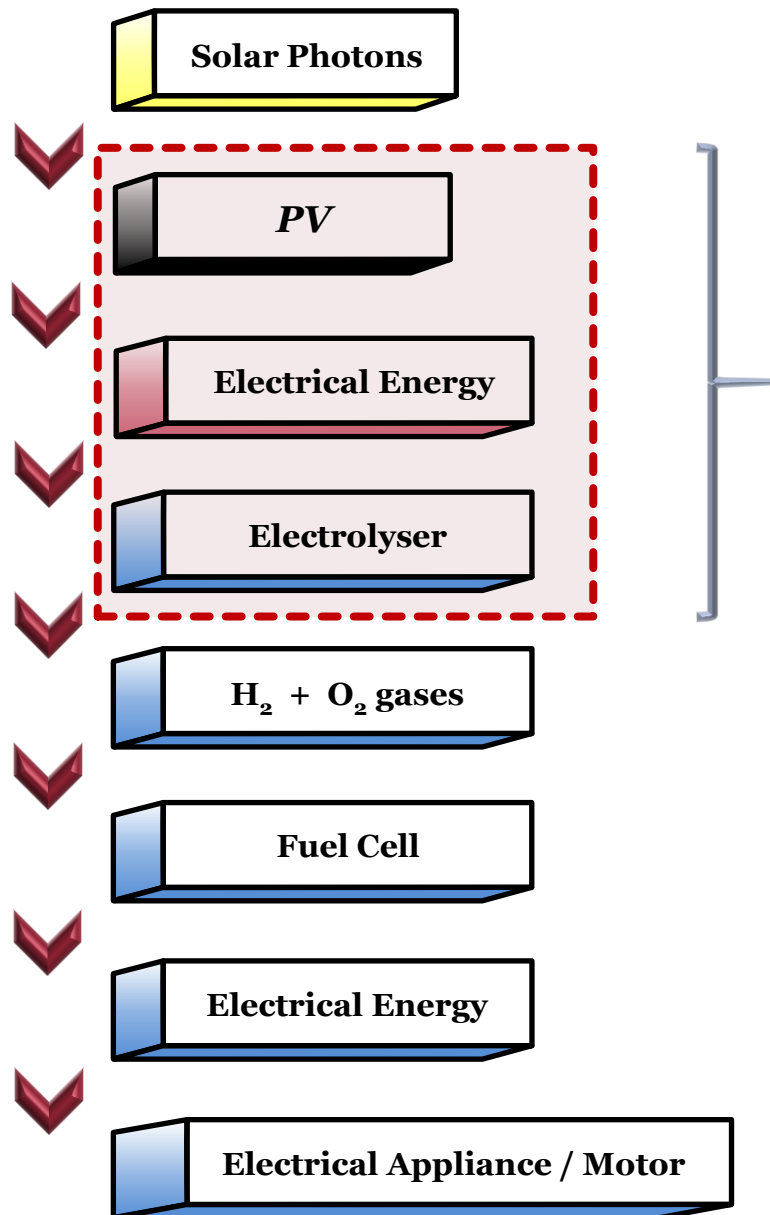 Solar Photons
PV
Electrical Energy
Electrolyser
H₂ + O₂ gases
Fuel Cell
Electrical Energy
Electrical Appliance / Motor